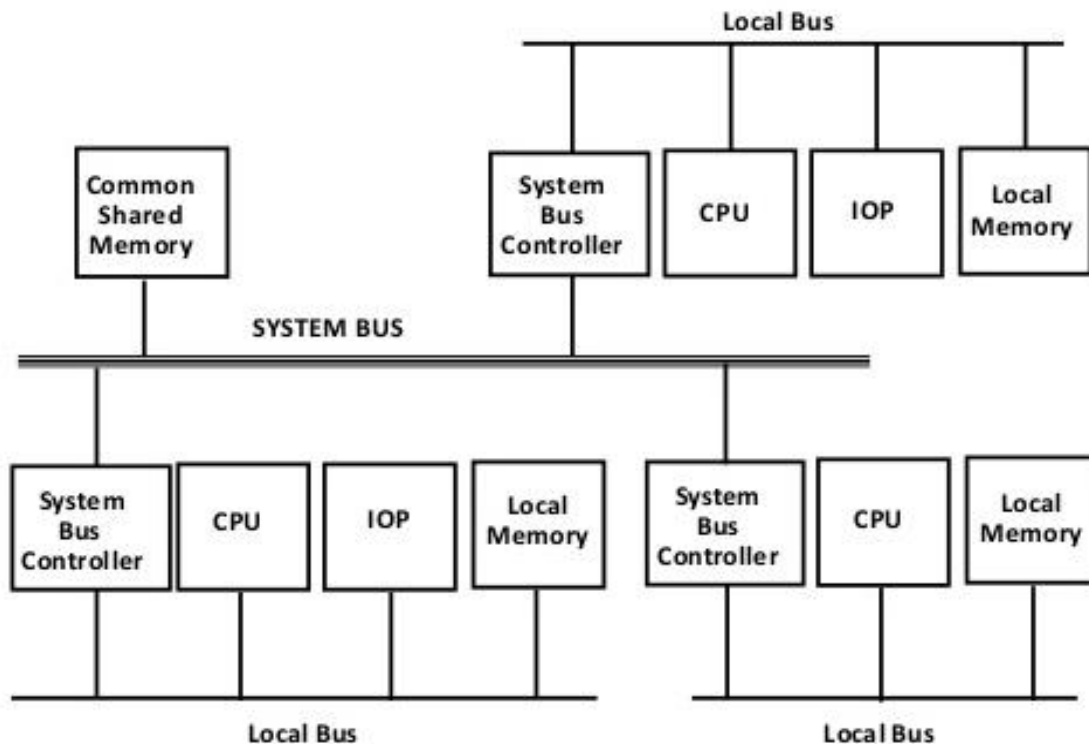 Local Bus
Common
Shared
Memory
System
Bus
Controller
CPU
IOP
Local
Memory
SYSTEM BUS
System
Bus
Controller
CPU
IOP
Local
Memory
System
Bus
Controller
CPU
Local
Memory
Local Bus
Local Bus